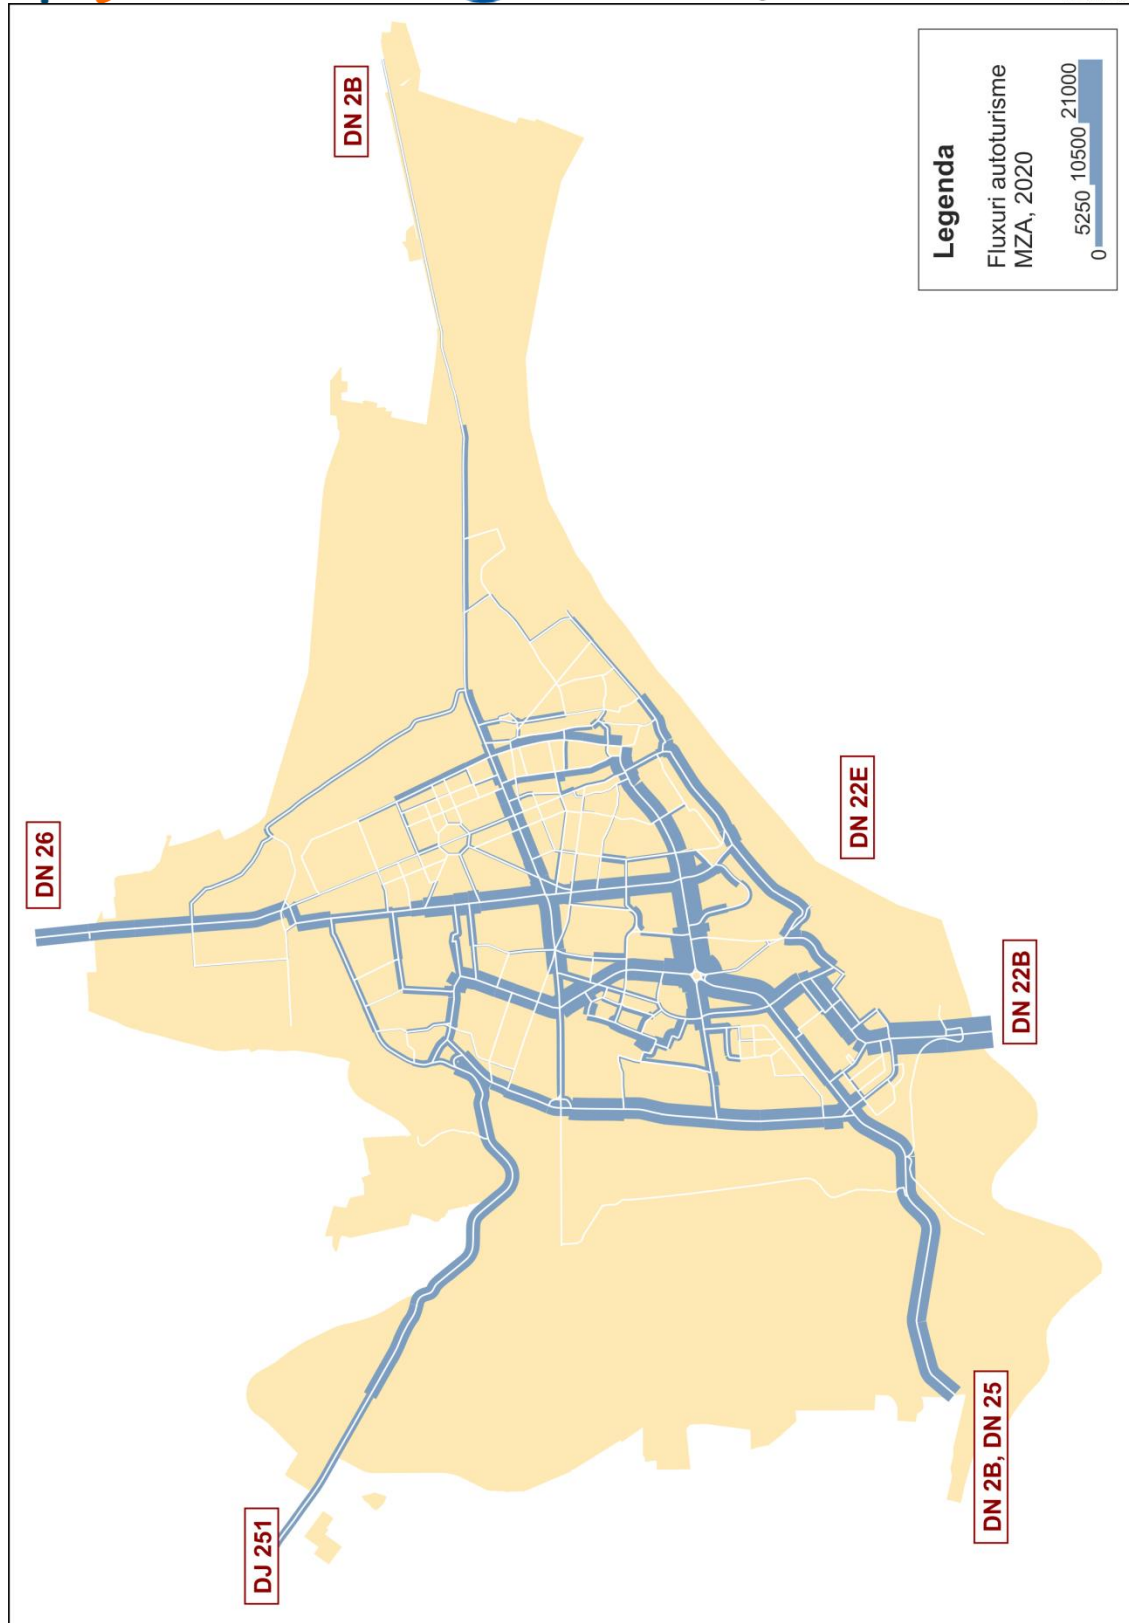 DJ 251
DN 26
DN 2B
DN 2B, DN 25
DN 22B
DN 22E
Legenda
Fluxuri autoturisme
MZA, 2020
0 5250 10500 21000